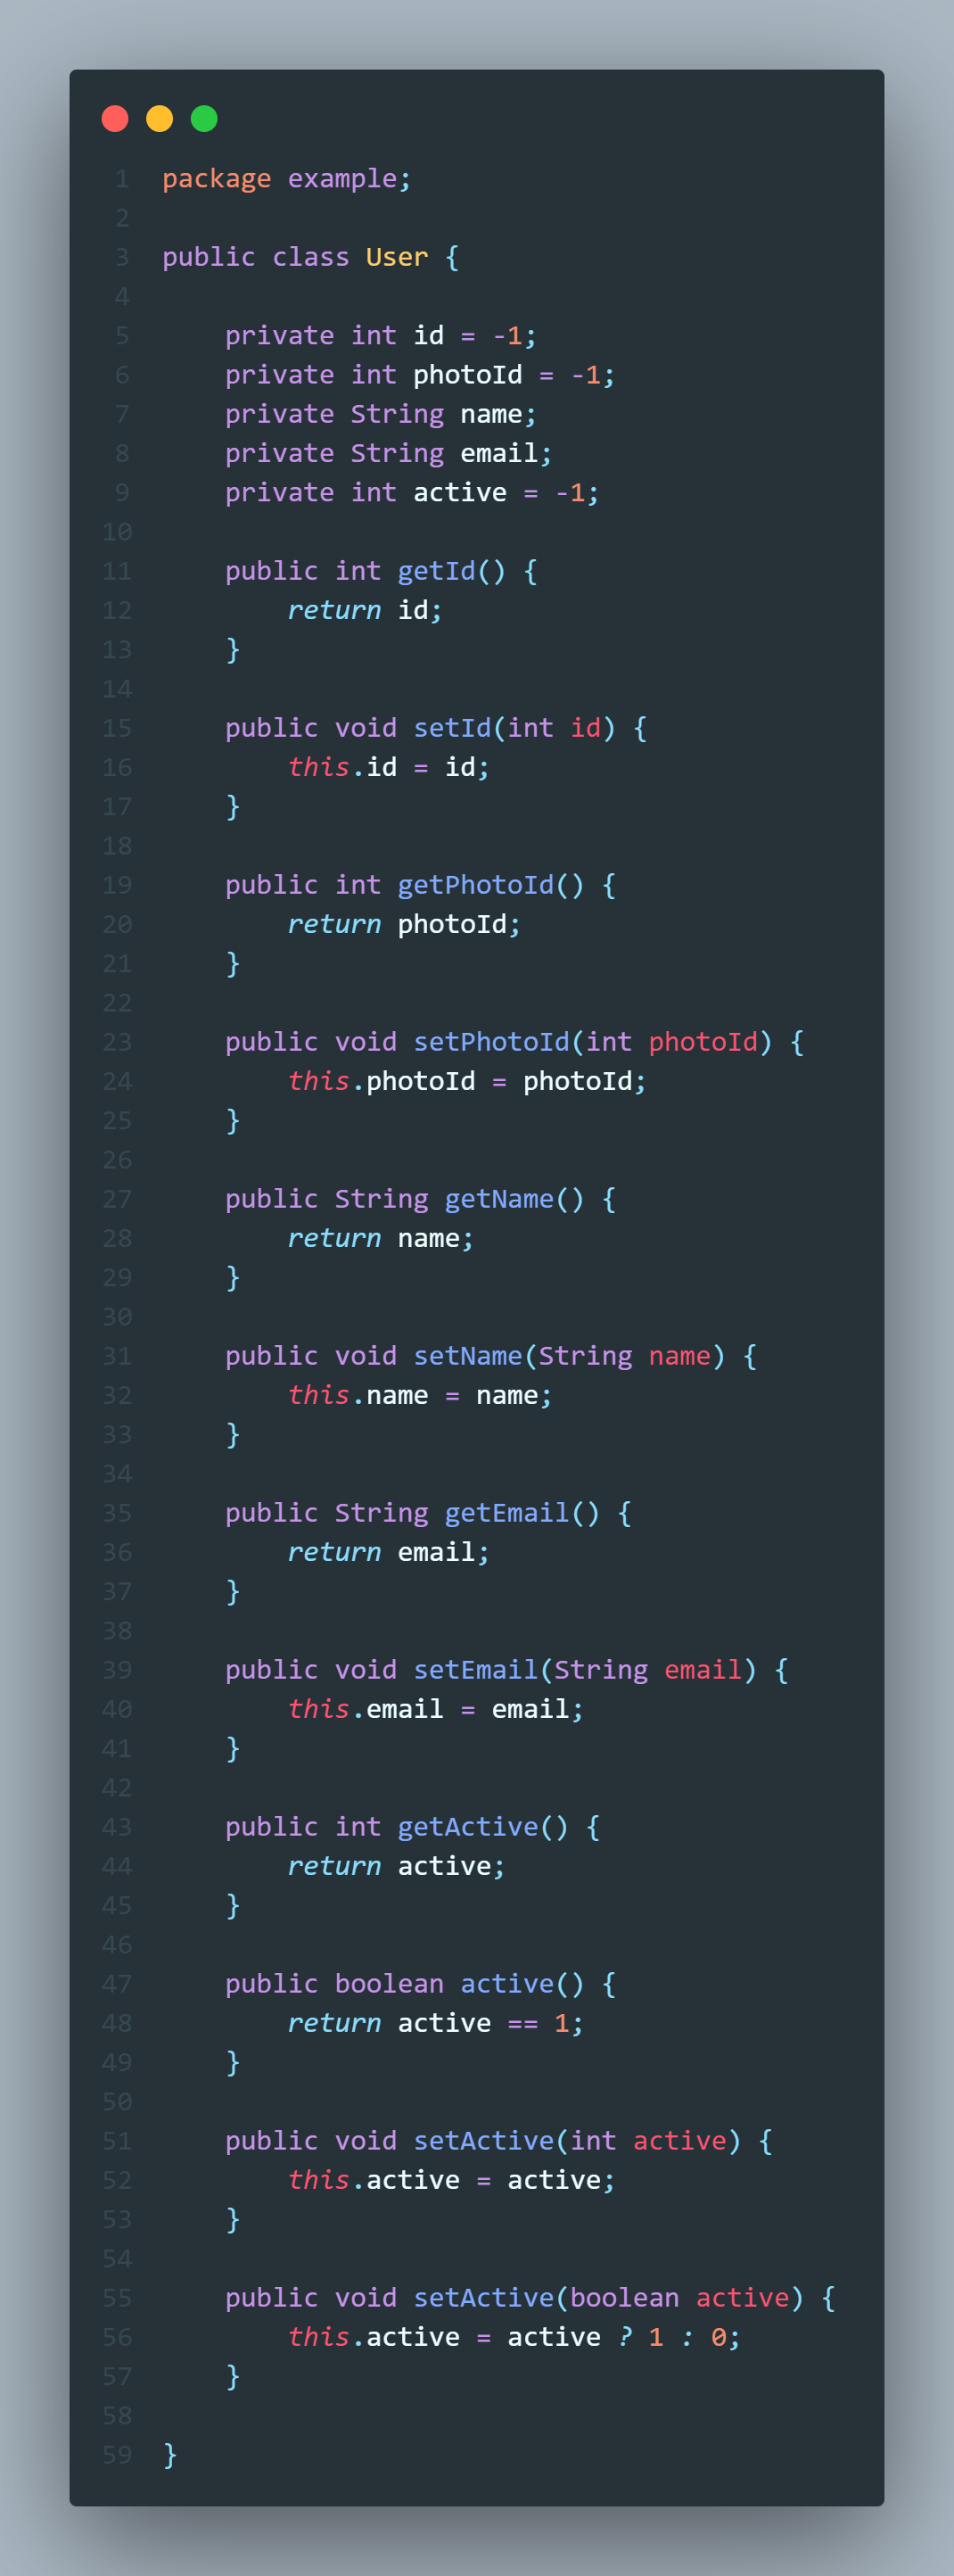 1 package example;
2
3 public class User {
4
5     private int id = -1;
6     private int photoId = -1;
7     private String name;
8     private String email;
9     private int active = -1;
10
11     public int getId() {
12         return id;
13     }
14
15     public void setId(int id) {
16         this.id = id;
17     }
18
19     public int getPhotoId() {
20         return photoId;
21     }
22
23     public void setPhotoId(int photoId) {
24         this.photoId = photoId;
25     }
26
27     public String getName() {
28         return name;
29     }
30
31     public void setName(String name) {
32         this.name = name;
33     }
34
35     public String getEmail() {
36         return email;
37     }
38
39     public void setEmail(String email) {
40         this.email = email;
41     }
42
43     public int getActive() {
44         return active;
45     }
46
47     public boolean active() {
48         return active == 1;
49     }
50
51     public void setActive(int active) {
52         this.active = active;
53     }
54
55     public void setActive(boolean active) {
56         this.active = active ? 1 : 0;
57     }
58
59 }